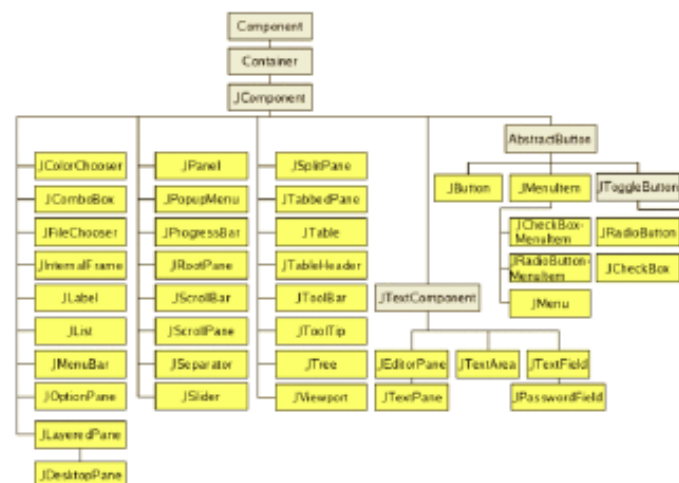 Component
Container
JComponent
AbstractButton
JColorChooser
JPanel
JSplitPane
JButton
JMenuItem
JToggleButton
JComboBox
JPopupMenu
JTabbedPane
JFileChooser
JProgressBar
JTable
JCheckBox-
MenuItem
JRadioButton
JInternalFrame
JRootPane
JTableHeader
JRadioButton-
MenuItem
JCheckBox
JLabel
JScrollBar
JToolBar
JTextComponent
JMenu
JList
JScrollPane
JToolTip
JMenuBar
JSeparator
JTree
JEditorPane
JTextArea
JTextField
JOptionPane
JSlider
JViewport
JTextPane
JPasswordField
JLayeredPane
JDesktopPane